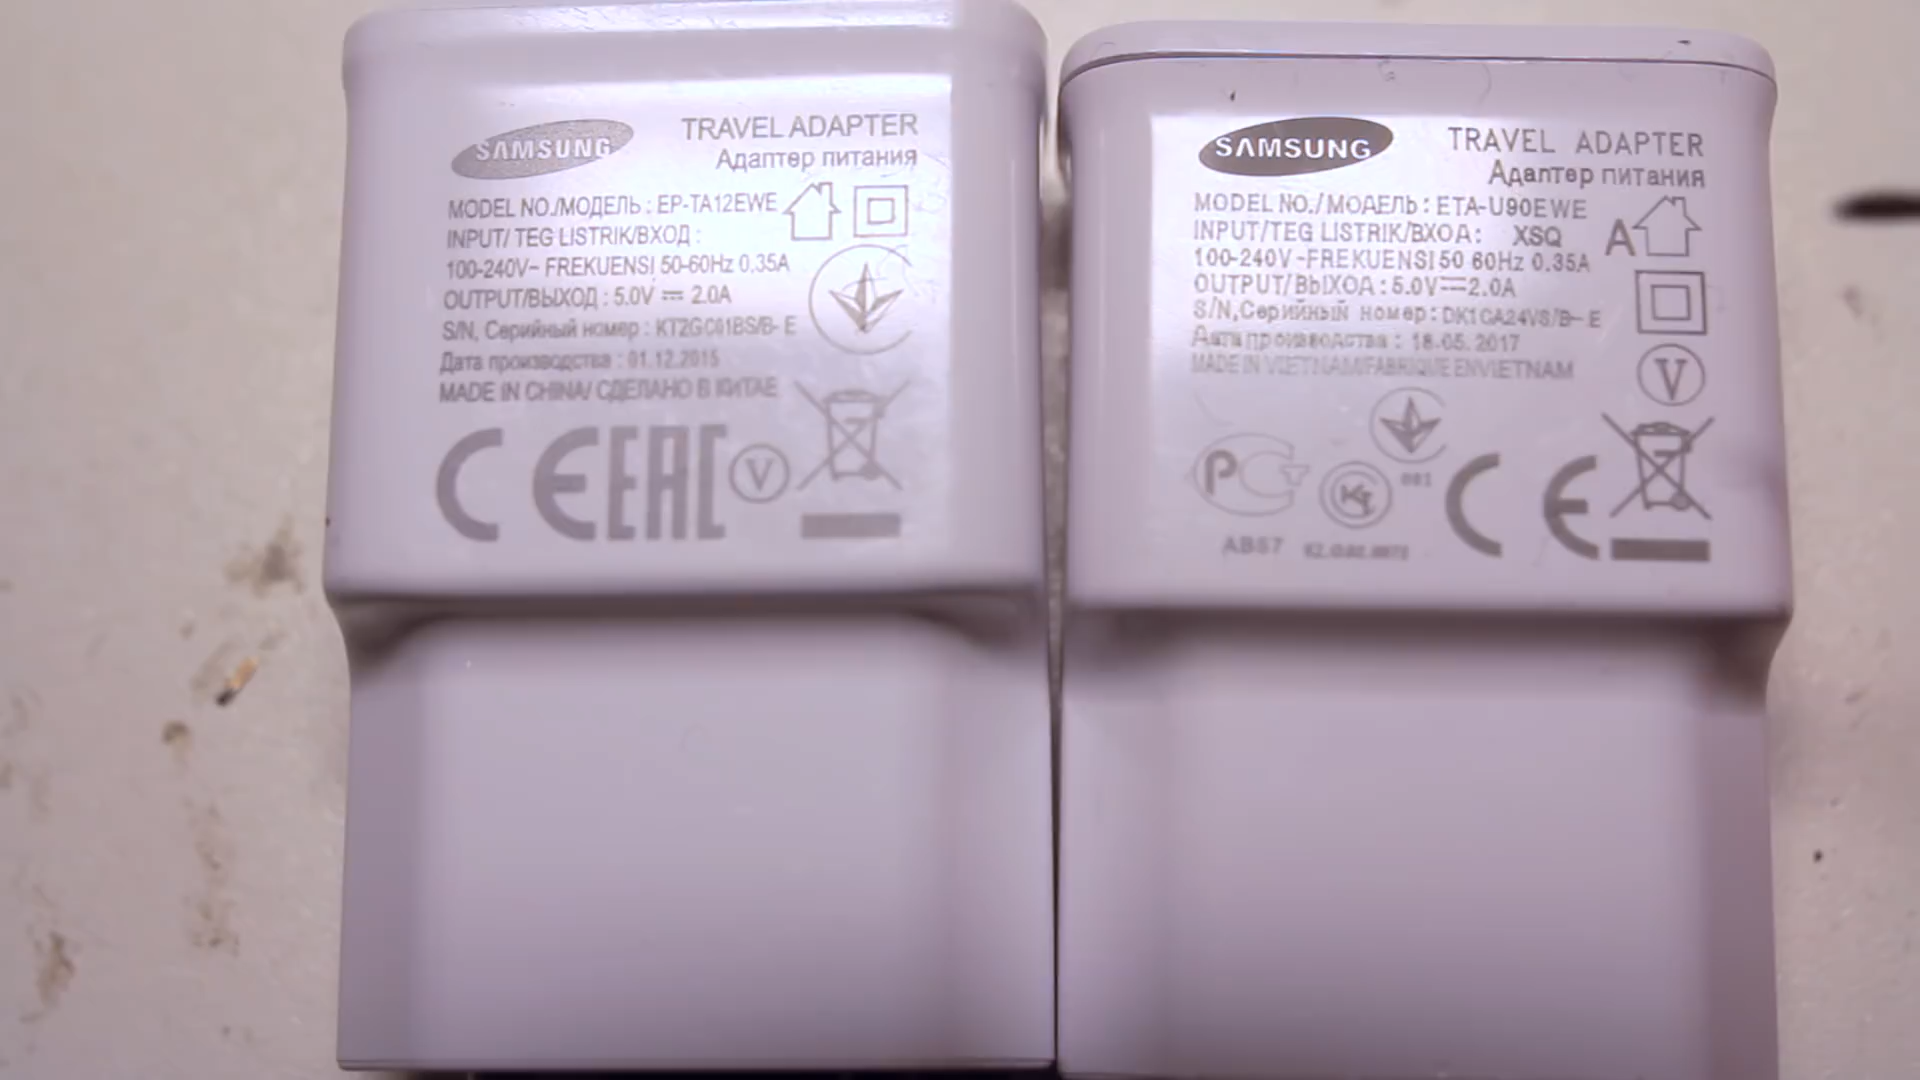 SAMSUNG
TRAVEL ADAPTER
Адаптер питания
MODEL NO./МОДЕЛЬ : EP-TA12EWE
INPUT/ TEG LISTRIK/ВХОД :
100-240V~ FREKUENSI 50-60Hz 0.35A
OUTPUT/ВЫХОД : 5.0V 2.0A
S/N, Серийный номер : KT2GC01BS/B- E
Дата производства : 01.12.2015
MADE IN CHINA/ СДЕЛАНО В КИТАЕ
CE EAC V
SAMSUNG
TRAVEL ADAPTER
Адаптер питания
MODEL NO./МОДЕЛЬ : ETA-U90EWE
INPUT/TEG LISTRIK/ВХОД : XSQ
A
100-240V -FREKUENSI 50 60Hz 0.35A
OUTPUT/ВЫХОД : 5.0V 2.0A
S/N,Серийный номер: DK1GA24VS/B- E
Дата производства : 18.05.2017
MADE IN VIETNAM/FABRIQUE EN VIETNAM
V
PCT
CE